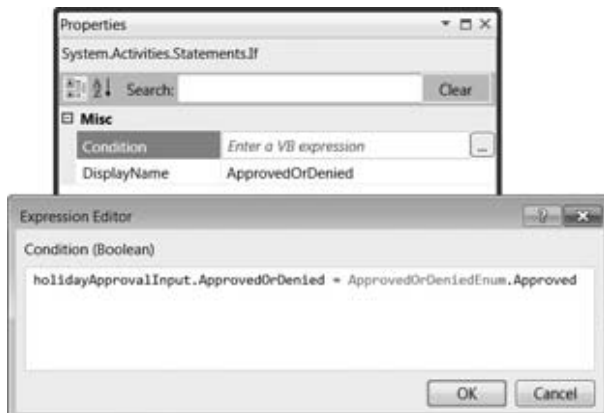 Properties
System.Activities.Statements.If
Search:
Clear
Misc
Condition
Enter a VB expression
...
DisplayName
ApprovedOrDenied
Expression Editor
Condition (Boolean)
holidayApprovalInput.ApprovedOrDenied = ApprovedOrDeniedEnum.Approved
OK
Cancel